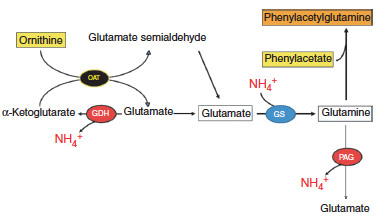 Phenylacetylglutamine
Ornithine
Glutamate semialdehyde
Phenylacetate
OAT
NH₄⁺
α-Ketoglutarate
GDH
Glutamate
Glutamate
GS
Glutamine
NH₄⁺
PAG
NH₄⁺
Glutamate